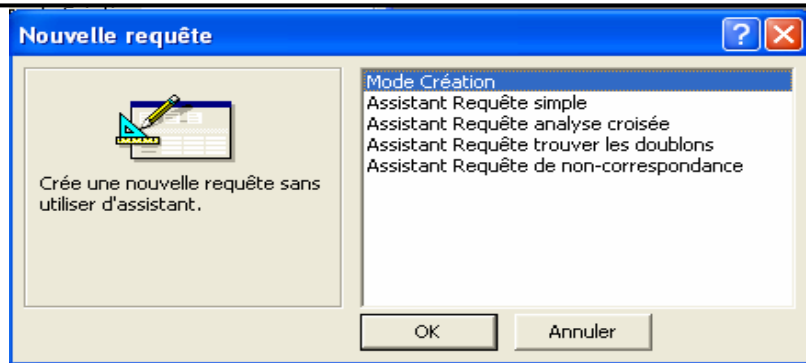 Nouvelle requête
Crée une nouvelle requête sans
utiliser d'assistant.
Mode Création
Assistant Requête simple
Assistant Requête analyse croisée
Assistant Requête trouver les doublons
Assistant Requête de non-correspondance
OK
Annuler